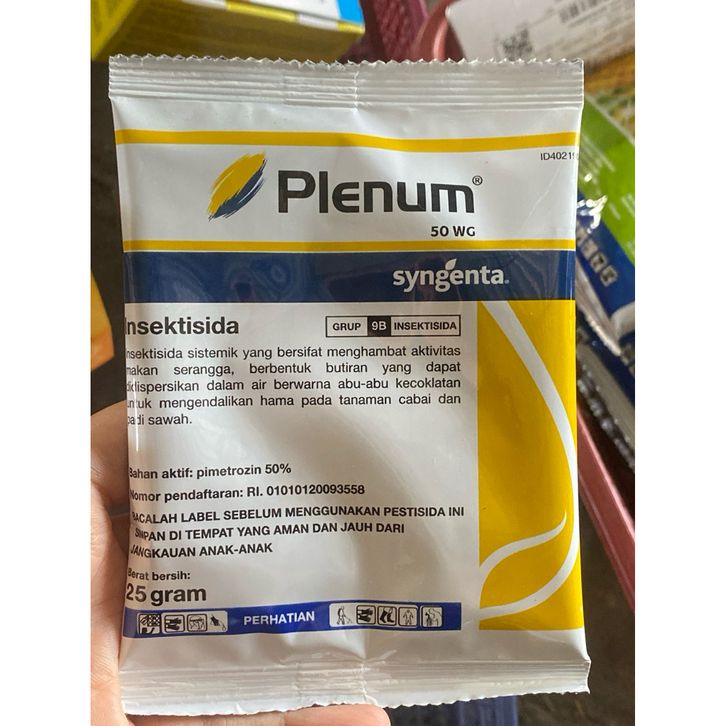 ID4021
Plenum®
50 WG
syngenta®
Insektisida
GRUP 9B INSEKTISIDA
Insektisida sistemik yang bersifat menghambat aktivitas
makan serangga, berbentuk butiran yang dapat
didispersikan dalam air berwarna abu-abu kecoklatan
untuk mengendalikan hama pada tanaman cabai dan
padi sawah.
Bahan aktif: pimetrozin 50%
Nomor pendaftaran: RI. 01010120093558
BACALAH LABEL SEBELUM MENGGUNAKAN PESTISIDA INI
SIMPAN DI TEMPAT YANG AMAN DAN JAUH DARI
JANGKAUAN ANAK-ANAK
Berat bersih:
25 gram
PERHATIAN